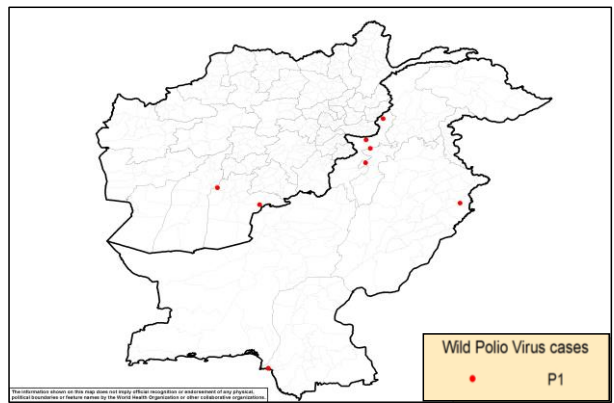 Wild Polio Virus cases
P1
The information shown on this map does not imply official recognition or endorsement of any physical,
political boundaries or feature names by the World Health Organization or other collaborative organizations.